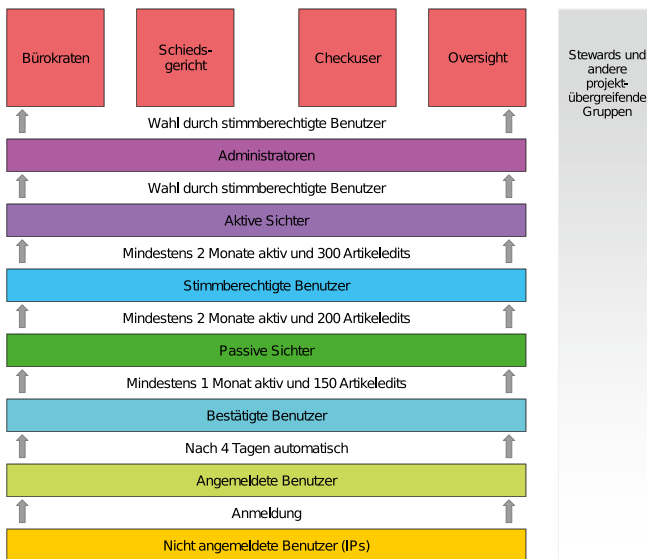 Bürokraten
Schieds-
gericht
Checkuser
Oversight
Stewards und
andere
projekt-
übergreifende
Gruppen
Wahl durch stimmberechtigte Benutzer
Administratoren
Wahl durch stimmberechtigte Benutzer
Aktive Sichter
Mindestens 2 Monate aktiv und 300 Artikeledits
Stimmberechtigte Benutzer
Mindestens 2 Monate aktiv und 200 Artikeledits
Passive Sichter
Mindestens 1 Monat aktiv und 150 Artikeledits
Bestätigte Benutzer
Nach 4 Tagen automatisch
Angemeldete Benutzer
Anmeldung
Nicht angemeldete Benutzer (IPs)